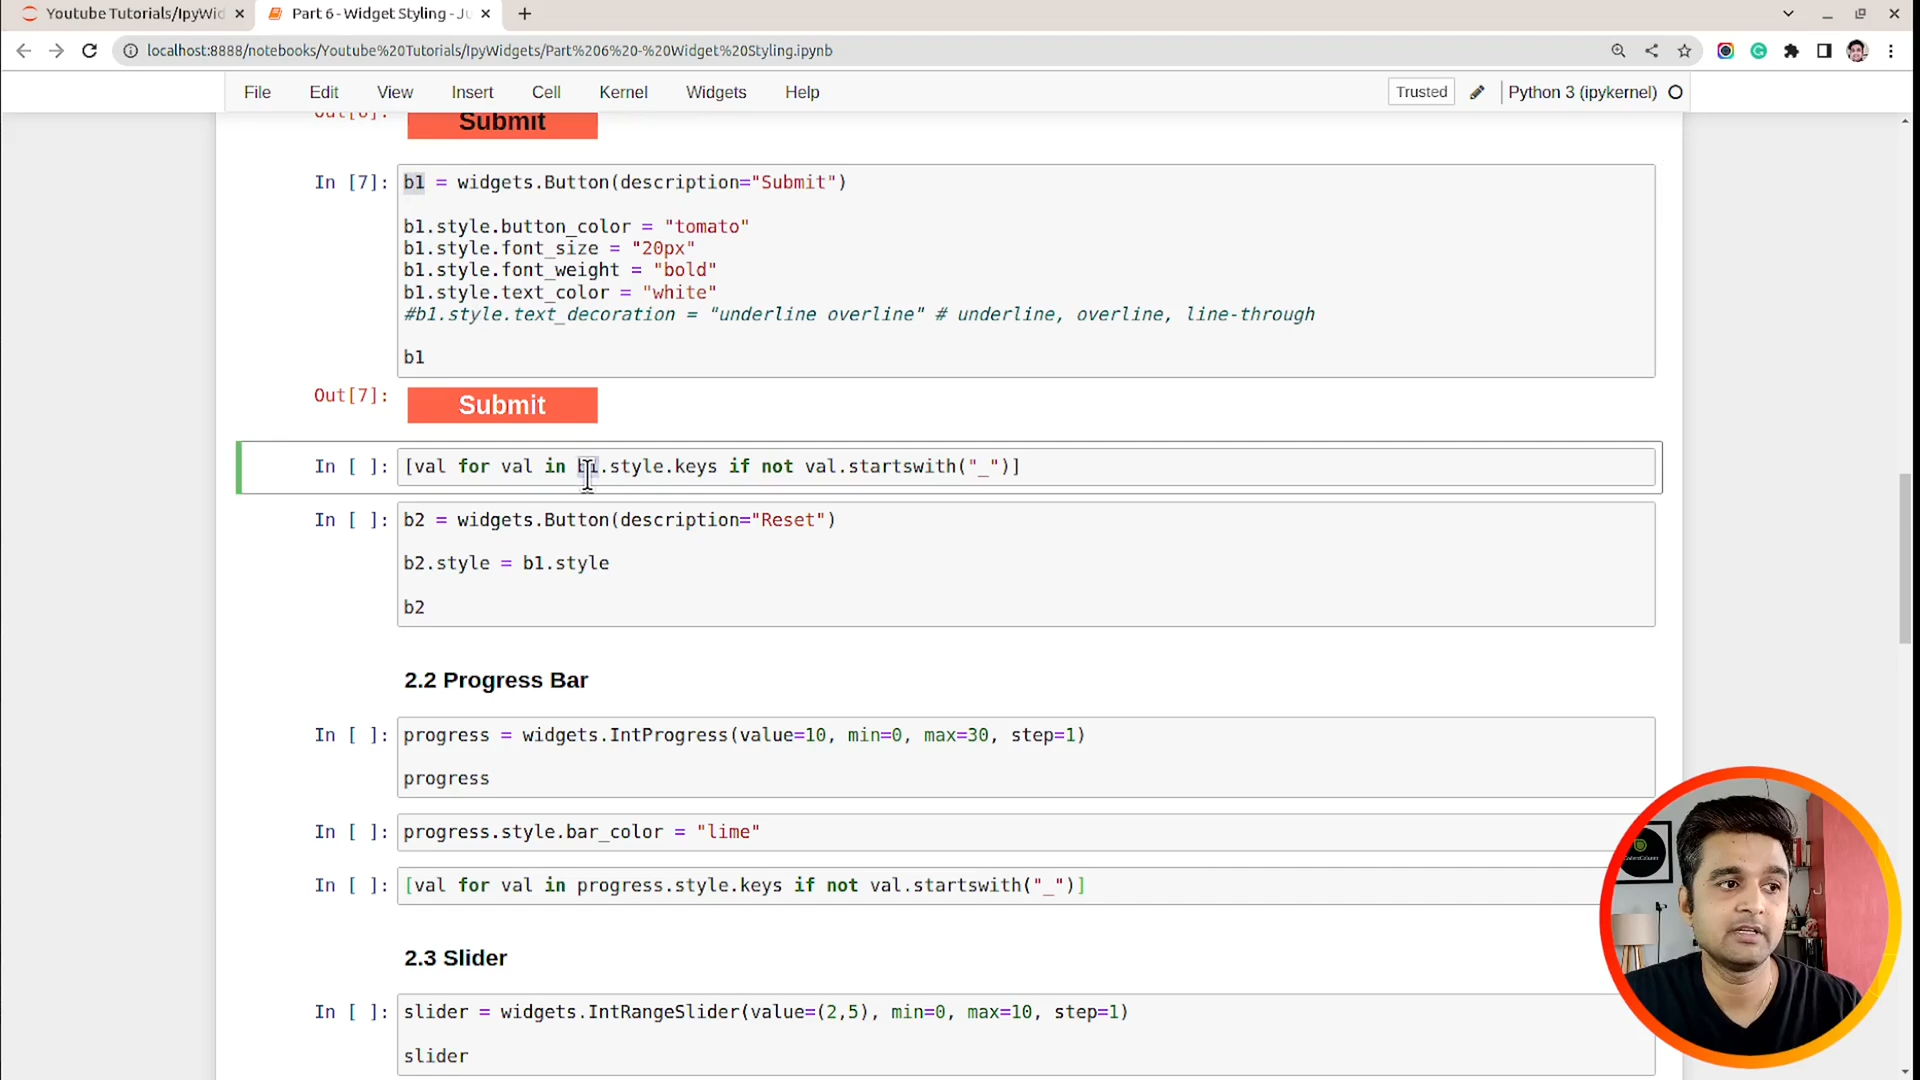 Youtube Tutorials/IpyWid
Part 6 - Widget Styling - Ju
localhost:8888/notebooks/Youtube%20Tutorials/IpyWidgets/Part%206%20-%20Widget%20Styling.ipynb
File Edit View Insert Cell Kernel Widgets Help Trusted Python 3 (ipykernel)
Out[6]: Submit
In [7]: b1 = widgets.Button(description="Submit")
b1.style.button_color = "tomato"
b1.style.font_size = "20px"
b1.style.font_weight = "bold"
b1.style.text_color = "white"
#b1.style.text_decoration = "underline overline" # underline, overline, line-through
b1
Out[7]: Submit
In [ ]: [val for val in b1.style.keys if not val.startswith("_")]
In [ ]: b2 = widgets.Button(description="Reset")
b2.style = b1.style
b2
2.2 Progress Bar
In [ ]: progress = widgets.IntProgress(value=10, min=0, max=30, step=1)
progress
In [ ]: progress.style.bar_color = "lime"
In [ ]: [val for val in progress.style.keys if not val.startswith("_")]
2.3 Slider
In [ ]: slider = widgets.IntRangeSlider(value=(2,5), min=0, max=10, step=1)
slider